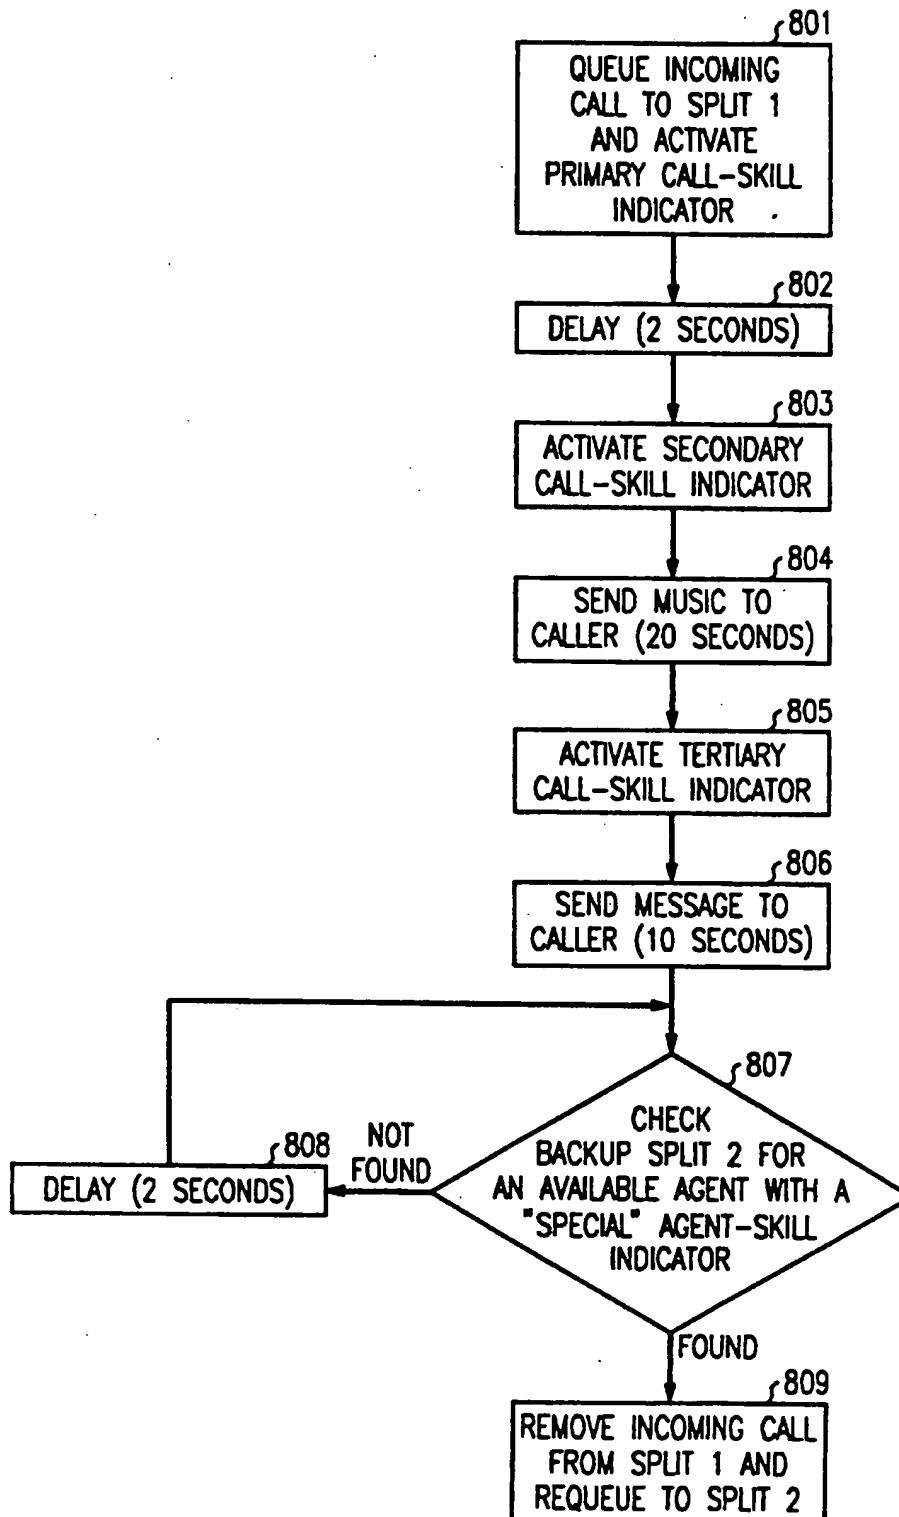 801
QUEUE INCOMING
CALL TO SPLIT 1
AND ACTIVATE
PRIMARY CALL-SKILL
INDICATOR
802
DELAY (2 SECONDS)
803
ACTIVATE SECONDARY
CALL-SKILL INDICATOR
804
SEND MUSIC TO
CALLER (20 SECONDS)
805
ACTIVATE TERTIARY
CALL-SKILL INDICATOR
806
SEND MESSAGE TO
CALLER (10 SECONDS)
807
CHECK
BACKUP SPLIT 2 FOR
AN AVAILABLE AGENT WITH A
"SPECIAL" AGENT-SKILL
INDICATOR
NOT
FOUND
808
DELAY (2 SECONDS)
FOUND
809
REMOVE INCOMING CALL
FROM SPLIT 1 AND
REQUEUE TO SPLIT 2